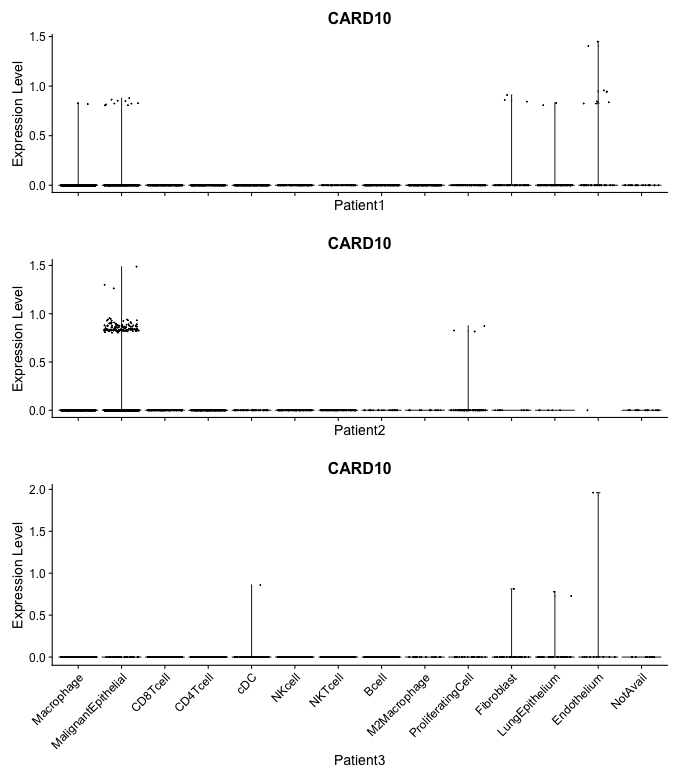 CARD10
1.5
1.0
0.5
0.0
Expression Level
Patient1
CARD10
1.5
1.0
0.5
0.0
Expression Level
Patient2
CARD10
2.0
1.5
1.0
0.5
0.0
Expression Level
Macrophage
MalignantEpithelial
CD8Tcell
CD4Tcell
cDC
NKcell
NKTcell
Bcell
M2Macrophage
ProliferatingCell
Fibroblast
LungEpithelium
Endothelium
NotAvail
Patient3